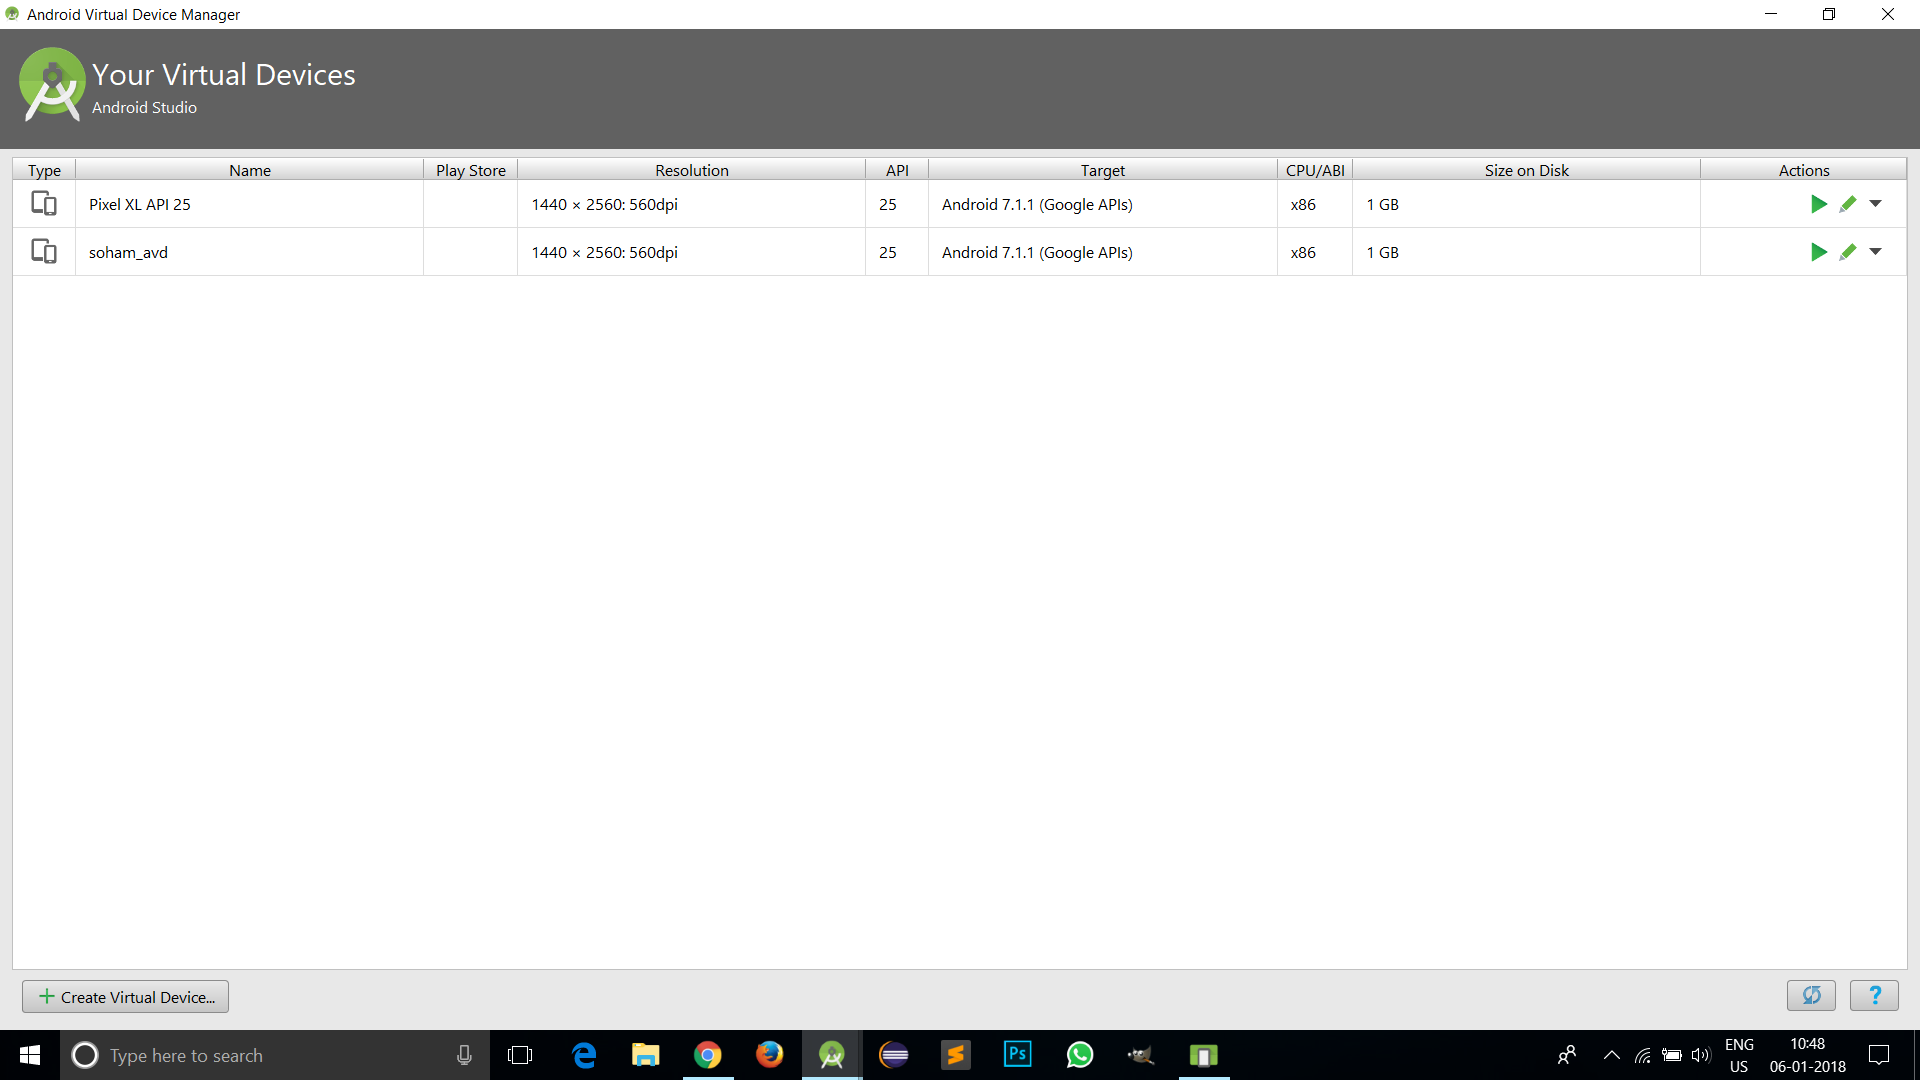 Android Virtual Device Manager
Your Virtual Devices
Android Studio
Type Name Play Store Resolution API Target CPU/ABI Size on Disk Actions
Pixel XL API 25 1440 × 2560: 560dpi 25 Android 7.1.1 (Google APIs) x86 1 GB
soham_avd 1440 × 2560: 560dpi 25 Android 7.1.1 (Google APIs) x86 1 GB
Create Virtual Device...
?
Type here to search
Ps
ENG
US
10:48
06-01-2018